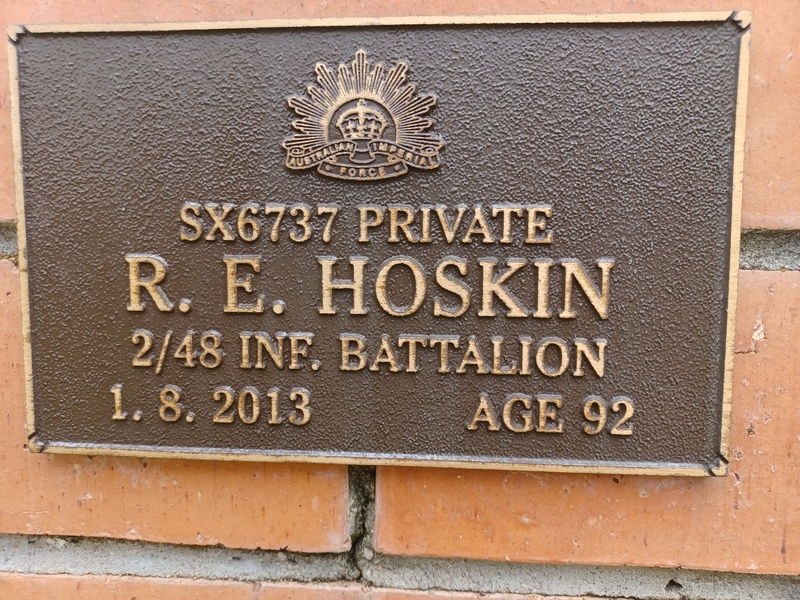 AUSTRALIAN IMPERIAL
FORCE
SX6737 PRIVATE
R. E. HOSKIN
2/48 INF. BATTALION
1. 8. 2013 AGE 92